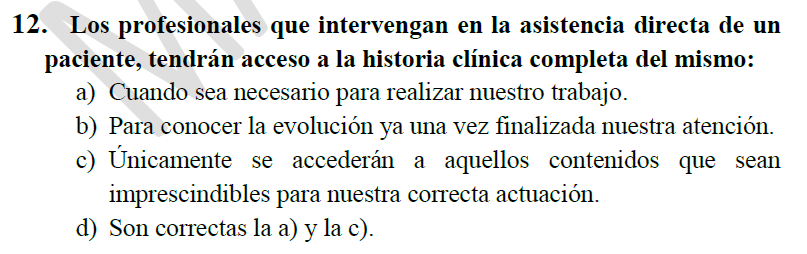 12. Los profesionales que intervengan en la asistencia directa de un
paciente, tendrán acceso a la historia clínica completa del mismo:
a) Cuando sea necesario para realizar nuestro trabajo.
b) Para conocer la evolución ya una vez finalizada nuestra atención.
c) Únicamente se accederán a aquellos contenidos que sean
imprescindibles para nuestra correcta actuación.
d) Son correctas la a) y la c).